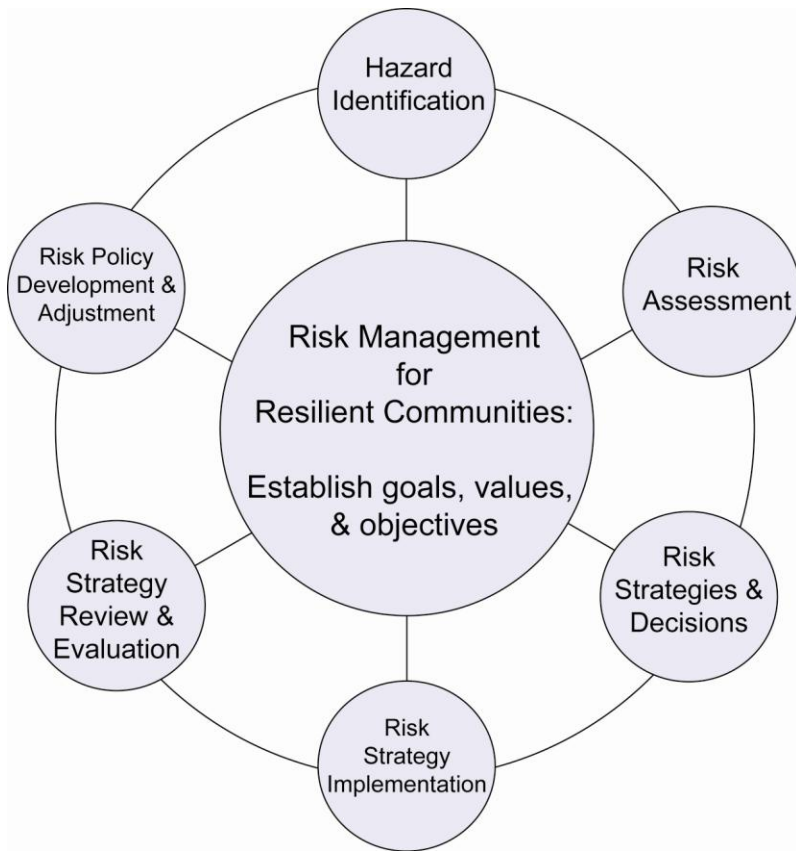 Hazard
Identification
Risk
Assessment
Risk
Strategies &
Decisions
Risk
Strategy
Implementation
Risk
Strategy
Review &
Evaluation
Risk Policy
Development &
Adjustment
Risk Management
for
Resilient Communities:
Establish goals, values,
& objectives